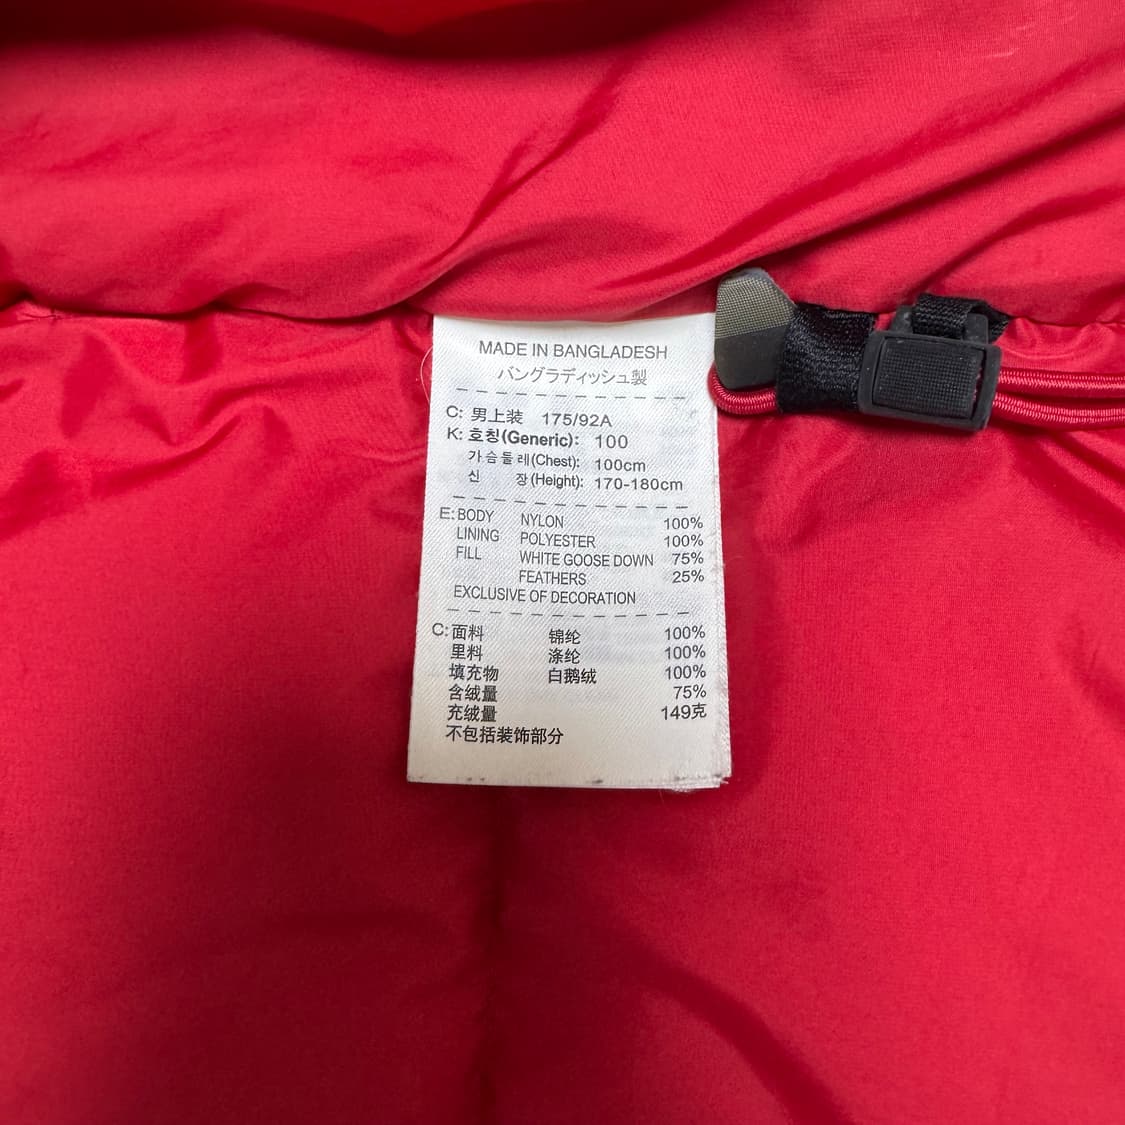 MADE IN BANGLADESH
バングラディッシュ製
C: 男上装 175/92A
K: 호칭(Generic): 100
가슴둘레(Chest): 100cm
신 장(Height): 170-180cm
E: BODY NYLON 100%
LINING POLYESTER 100%
FILL WHITE GOOSE DOWN 75%
FEATHERS 25%
EXCLUSIVE OF DECORATION
C: 面料 锦纶 100%
里料 涤纶 100%
填充物 白鹅绒 100%
含绒量 75%
充绒量 149克
不包括装饰部分